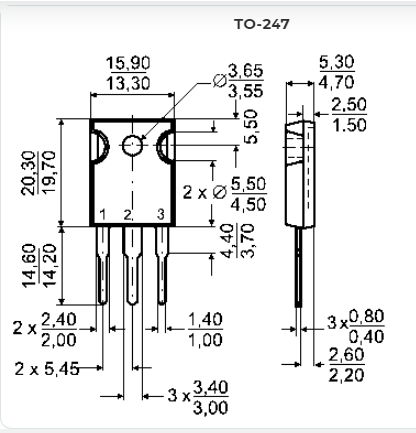 TO-247
15,90
13,30
Ø3,65
3,55
5,30
4,70
2,50
1.50
5,50
20,30
19,70
2 x Ø 5,50
4,50
1 2 3
14,60
14,20
4,40
3,70
2 x 2,40
2,00
1,40
1,00
3x0,80
0,40
2 x 5,45
2,60
2,20
3 x 3,40
3,00